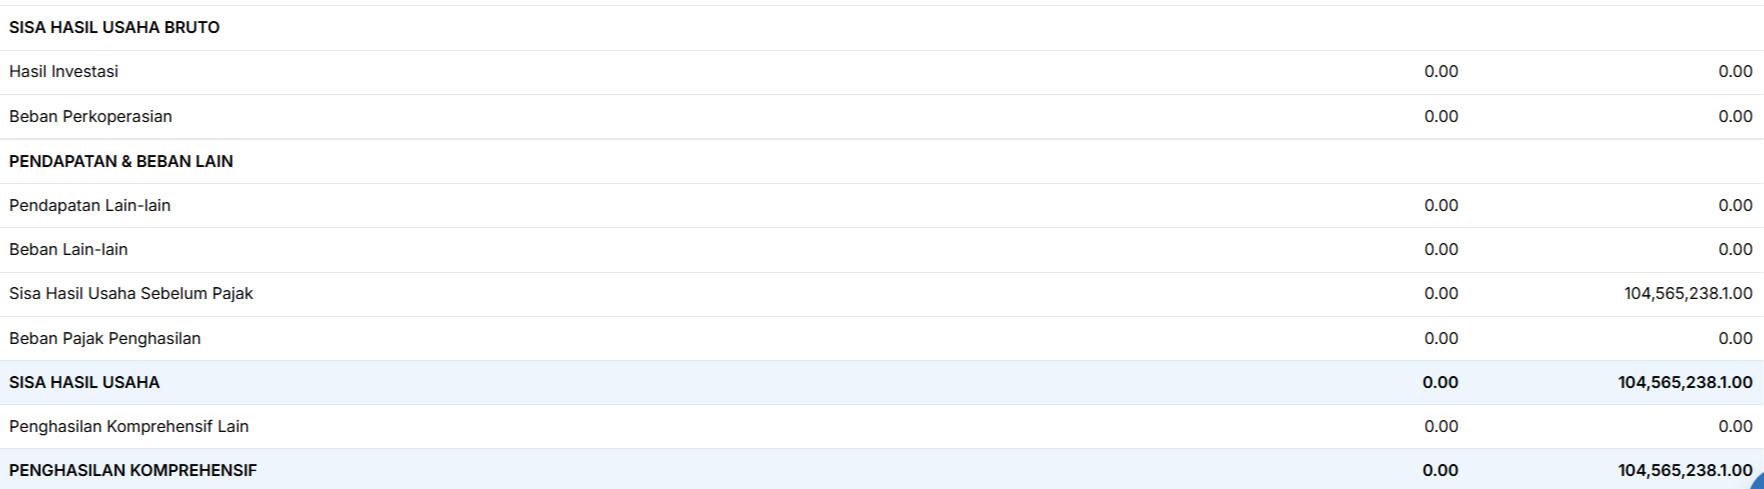 SISA HASIL USAHA BRUTO
Hasil Investasi 0.00 0.00
Beban Perkoperasian 0.00 0.00
PENDAPATAN & BEBAN LAIN
Pendapatan Lain-lain 0.00 0.00
Beban Lain-lain 0.00 0.00
Sisa Hasil Usaha Sebelum Pajak 0.00 104,565,238.1.00
Beban Pajak Penghasilan 0.00 0.00
SISA HASIL USAHA 0.00 104,565,238.1.00
Penghasilan Komprehensif Lain 0.00 0.00
PENGHASILAN KOMPREHENSIF 0.00 104,565,238.1.00